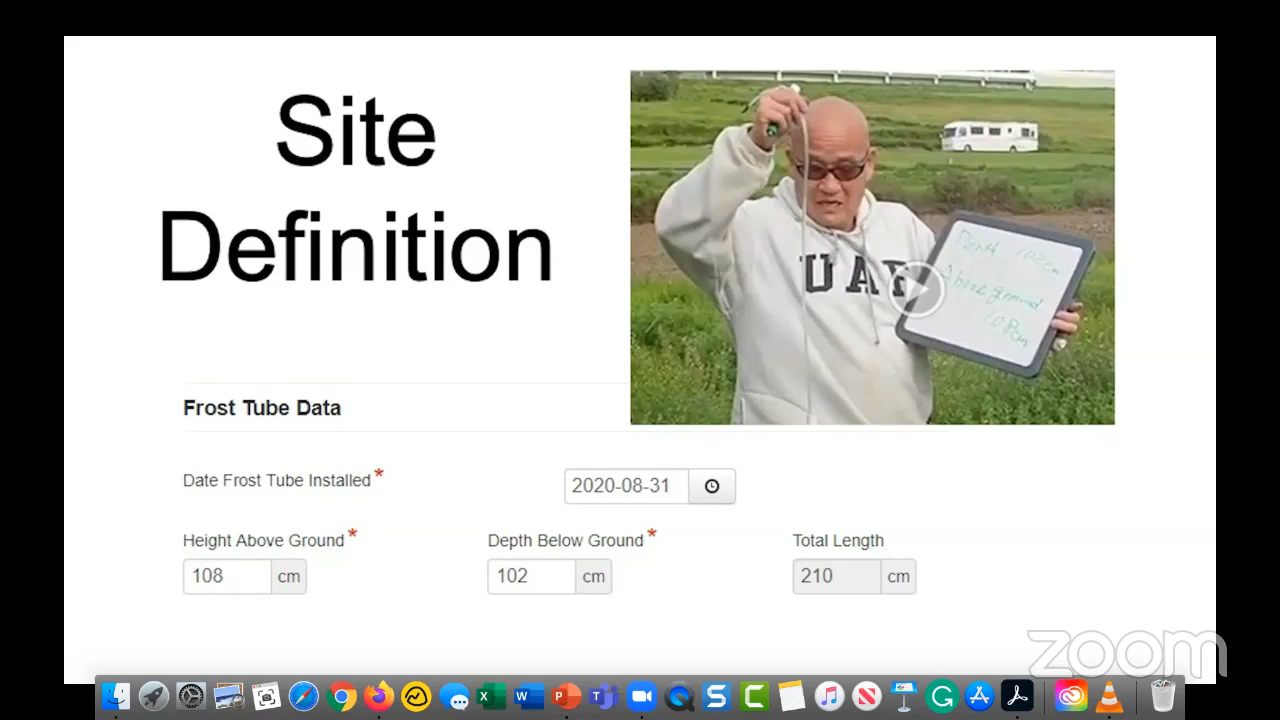 Site
Definition
UAF
Depth 102cm
Above ground
108cm
Frost Tube Data
Date Frost Tube Installed*
2020-08-31
Height Above Ground*
Depth Below Ground*
Total Length
108 cm
102 cm
210 cm
zoom